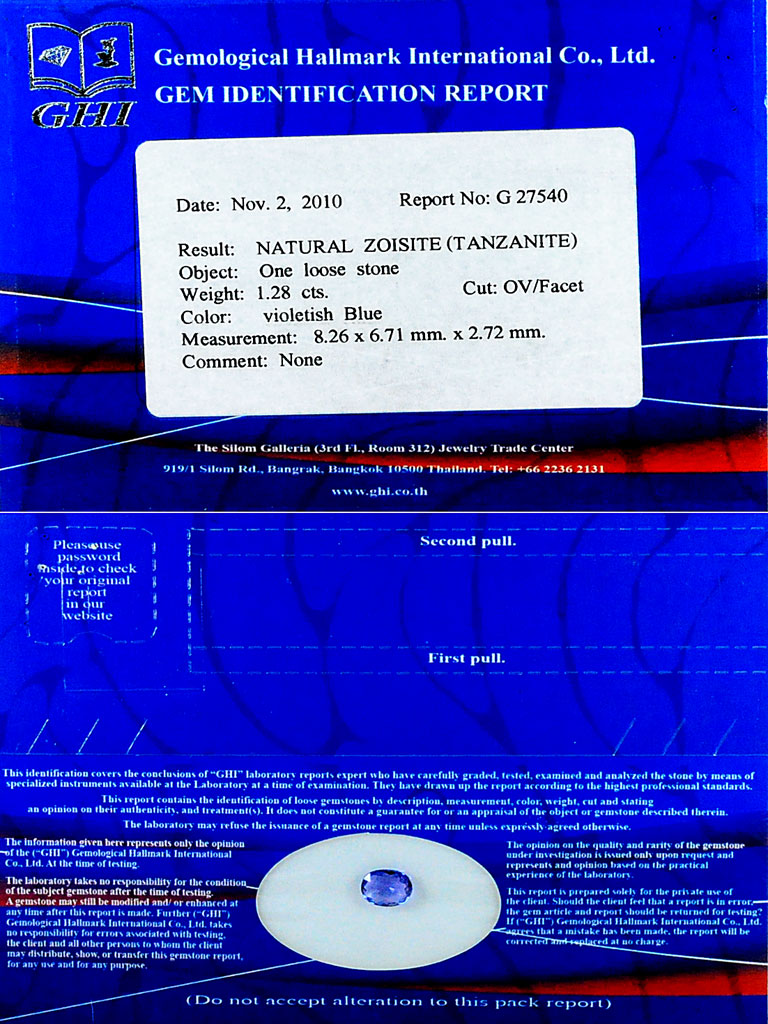 GHI
Gemological Hallmark International Co., Ltd.
GEM IDENTIFICATION REPORT
Date: Nov. 2, 2010 Report No: G 27540
Result: NATURAL ZOISITE (TANZANITE)
Object: One loose stone
Weight: 1.28 cts. Cut: OV/Facet
Color: violetish Blue
Measurement: 8.26 x 6.71 mm. x 2.72 mm.
Comment: None
The Silom Galleria (3rd Fl., Room 312) Jewelry Trade Center
919/1 Silom Rd., Bangrak, Bangkok 10500 Thailand. Tel: +66 2236 2131
www.ghi.co.th
Please use
password
inside to check
your original
report
in our
website
Second pull.
First pull.
This identification covers the conclusions of "GHI" laboratory reports expert who have carefully graded, tested, examined and analyzed the stone by means of
specialized instruments available at the Laboratory at a time of examination. They have drawn up the report according to the highest professional standards.
This report contains the identification of loose gemstones by description, measurement, color, weight, cut and stating
an opinion on their authenticity, and treatment(s). It does not constitute a guarantee for or an appraisal of the object or gemstone described therein.
The laboratory may refuse the issuance of a gemstone report at any time unless expressly agreed otherwise.
The information given here represents only the opinion
of the ("GHI") Gemological Hallmark International
Co., Ltd. At the time of testing.
The laboratory takes no responsibility for the condition
of the subject gemstone after the time of testing.
A gemstone may still be modified and/ or enhanced at
any time after this report is made. Further ("GHI")
Gemological Hallmark International Co., Ltd. takes
no responsibility for errors associated with testing,
the client and all other persons to whom the client
may distribute, show, or transfer this gemstone report,
for any use and for any purpose.
The opinion on the quality and rarity of the gemstone
under investigation is issued only upon request and
represents and opinion based on the practical
experience of the laboratory.
This report is prepared solely for the private use of
the client. Should the client feel that a report is in error,
the gem article and report should be returned for testing?
If ("GHI") Gemological Hallmark International Co., Ltd.
agrees that a mistake has been made, the report will be
corrected and replaced at no charge.
(Do not accept alteration to this pack report)